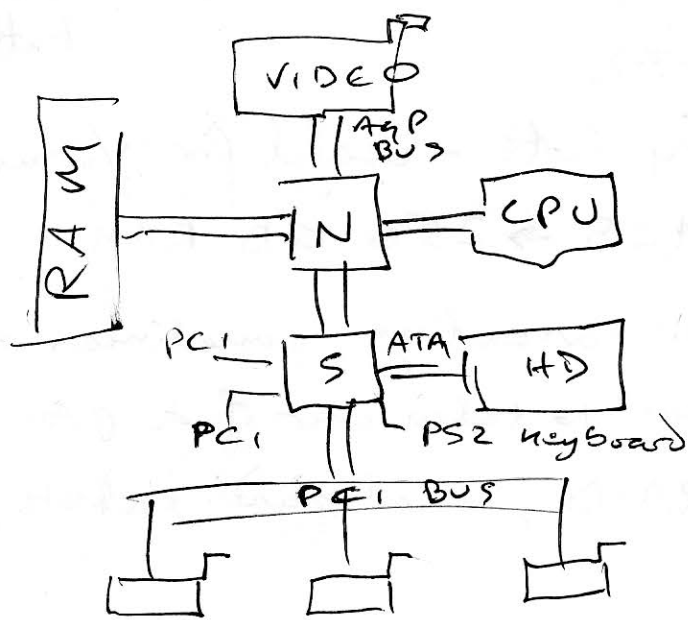 VIDEO
AGP
BUS
RAM
N
CPU
PCI
S
ATA
HD
PCI
PS2 Keyboard
PCI BUS